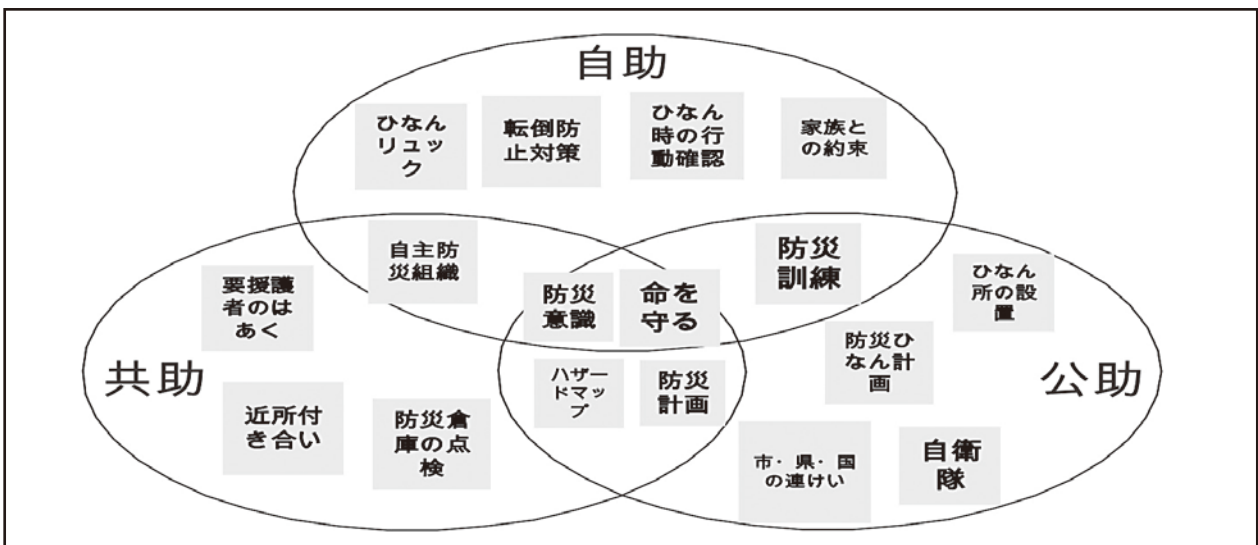 自助
ひなん
リュッ
ク
転倒防
止対策
ひなん
時の行
動確認
家族と
の約束
自主防
災組織
防災
訓練
要援護
者のは
あく
防災
意識
命を
守る
ひなん
所の設
置
防災ひ
なん計
画
共助
公助
ハザー
ドマッ
プ
防災
計画
近所付
き合い
防災倉
庫の点
検
市・県・国
の連けい
自衛
隊